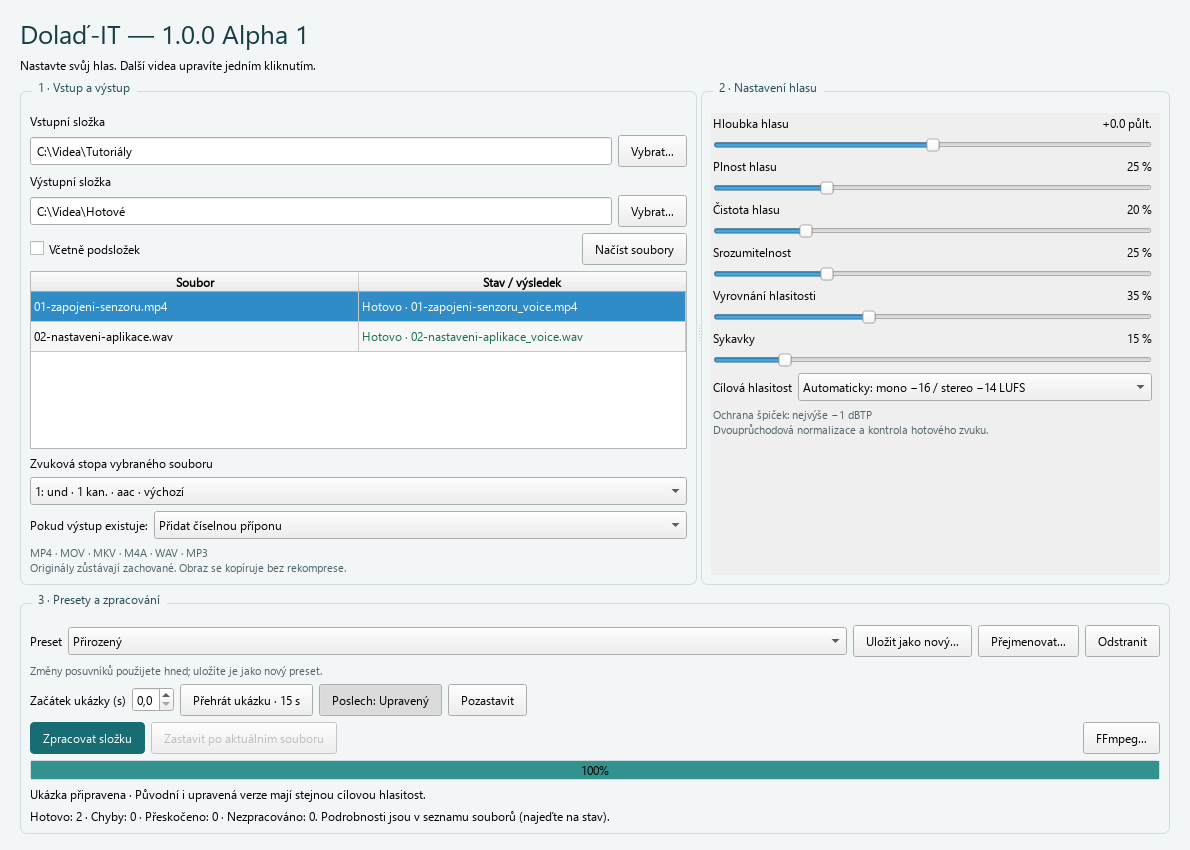 Dolaď-IT — 1.0.0 Alpha 1
Nastavte svůj hlas. Další videa upravíte jedním kliknutím.
1 · Vstup a výstup
Vstupní složka
C:\Videa\Tutoriály
Vybrat...
Výstupní složka
C:\Videa\Hotové
Vybrat...
Včetně podsložek
Načíst soubory
Soubor
Stav / výsledek
01-zapojeni-senzoru.mp4
Hotovo · 01-zapojeni-senzoru_voice.mp4
02-nastaveni-aplikace.wav
Hotovo · 02-nastaveni-aplikace_voice.wav
Zvuková stopa vybraného souboru
1: und · 1 kan. · aac · výchozí
Pokud výstup existuje:
Přidat číselnou příponu
MP4 · MOV · MKV · M4A · WAV · MP3
Originály zůstávají zachované. Obraz se kopíruje bez rekomprese.
2 · Nastavení hlasu
Hloubka hlasu
+0.0 půlt.
Plnost hlasu
25 %
Čistota hlasu
20 %
Srozumitelnost
25 %
Vyrovnání hlasitosti
35 %
Sykavky
15 %
Cílová hlasitost
Automaticky: mono −16 / stereo −14 LUFS
Ochrana špiček: nejvýše −1 dBTP
Dvouprůchodová normalizace a kontrola hotového zvuku.
3 · Presety a zpracování
Preset
Přirozený
Uložit jako nový...
Přejmenovat...
Odstranit
Změny posuvníků použijete hned; uložíte je jako nový preset.
Začátek ukázky (s)
0,0
Přehrát ukázku · 15 s
Poslech: Upravený
Pozastavit
Zpracovat složku
Zastavit po aktuálním souboru
FFmpeg...
100%
Ukázka připravena · Původní i upravená verze mají stejnou cílovou hlasitost.
Hotovo: 2 · Chyby: 0 · Přeskočeno: 0 · Nezpracováno: 0. Podrobnosti jsou v seznamu souborů (najeďte na stav).